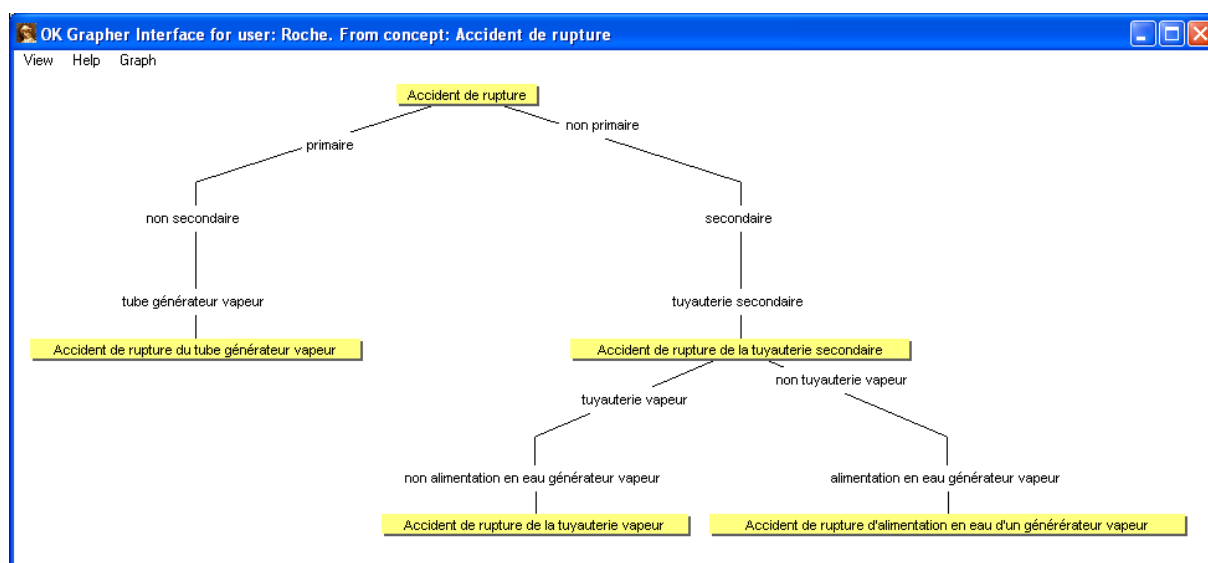 OK Grapher Interface for user: Roche. From concept: Accident de rupture
View Help Graph
Accident de rupture
non primaire
primaire
non secondaire
secondaire
tube générateur vapeur
tuyauterie secondaire
Accident de rupture du tube générateur vapeur
Accident de rupture de la tuyauterie secondaire
non tuyauterie vapeur
tuyauterie vapeur
non alimentation en eau générateur vapeur
alimentation en eau générateur vapeur
Accident de rupture de la tuyauterie vapeur
Accident de rupture d'alimentation en eau d'un générérateur vapeur